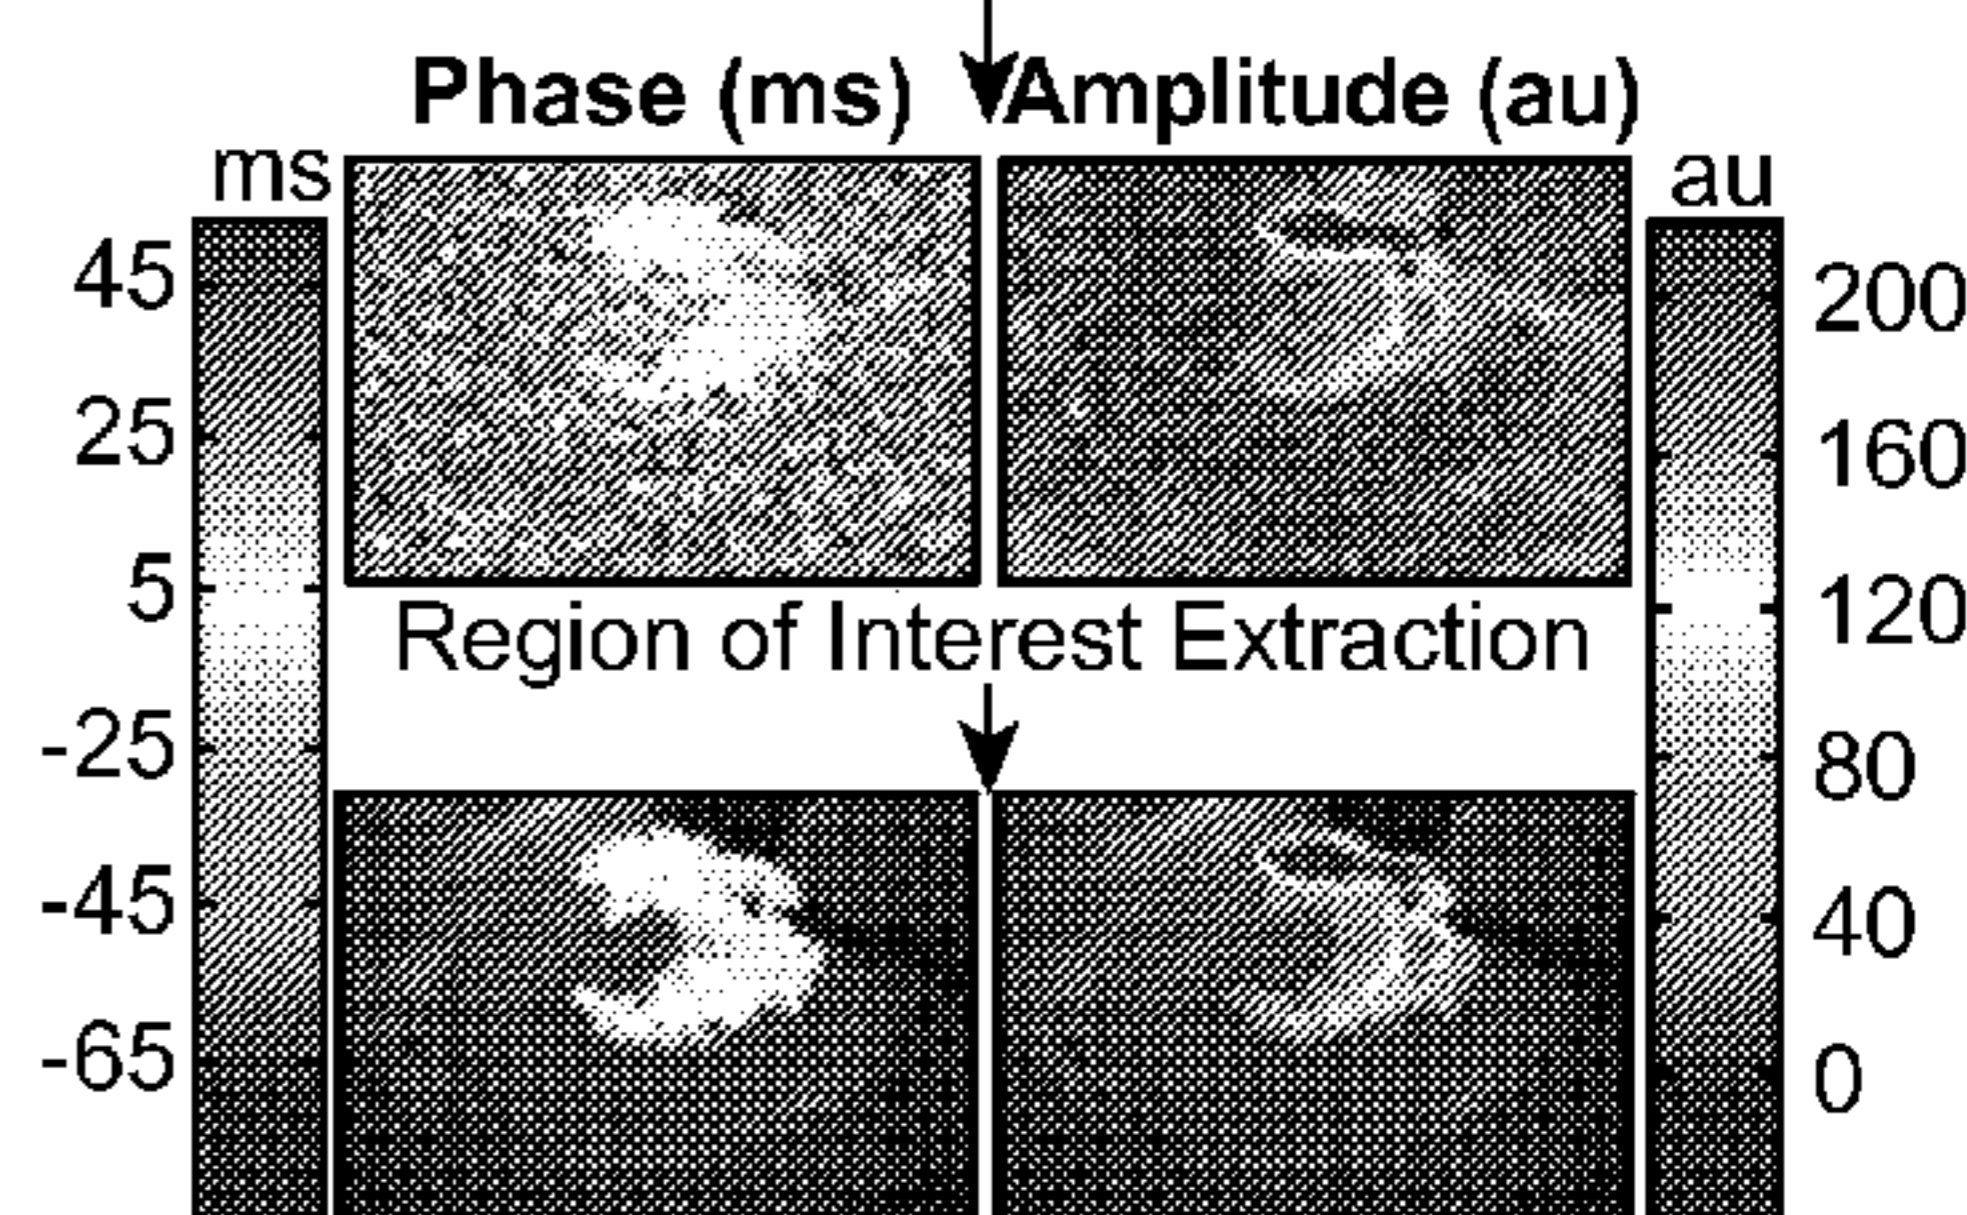 Phase (ms) Amplitude (au)
ms au
45 200
25 160
5 120
Region of Interest Extraction
-25 80
-45 40
-65 0